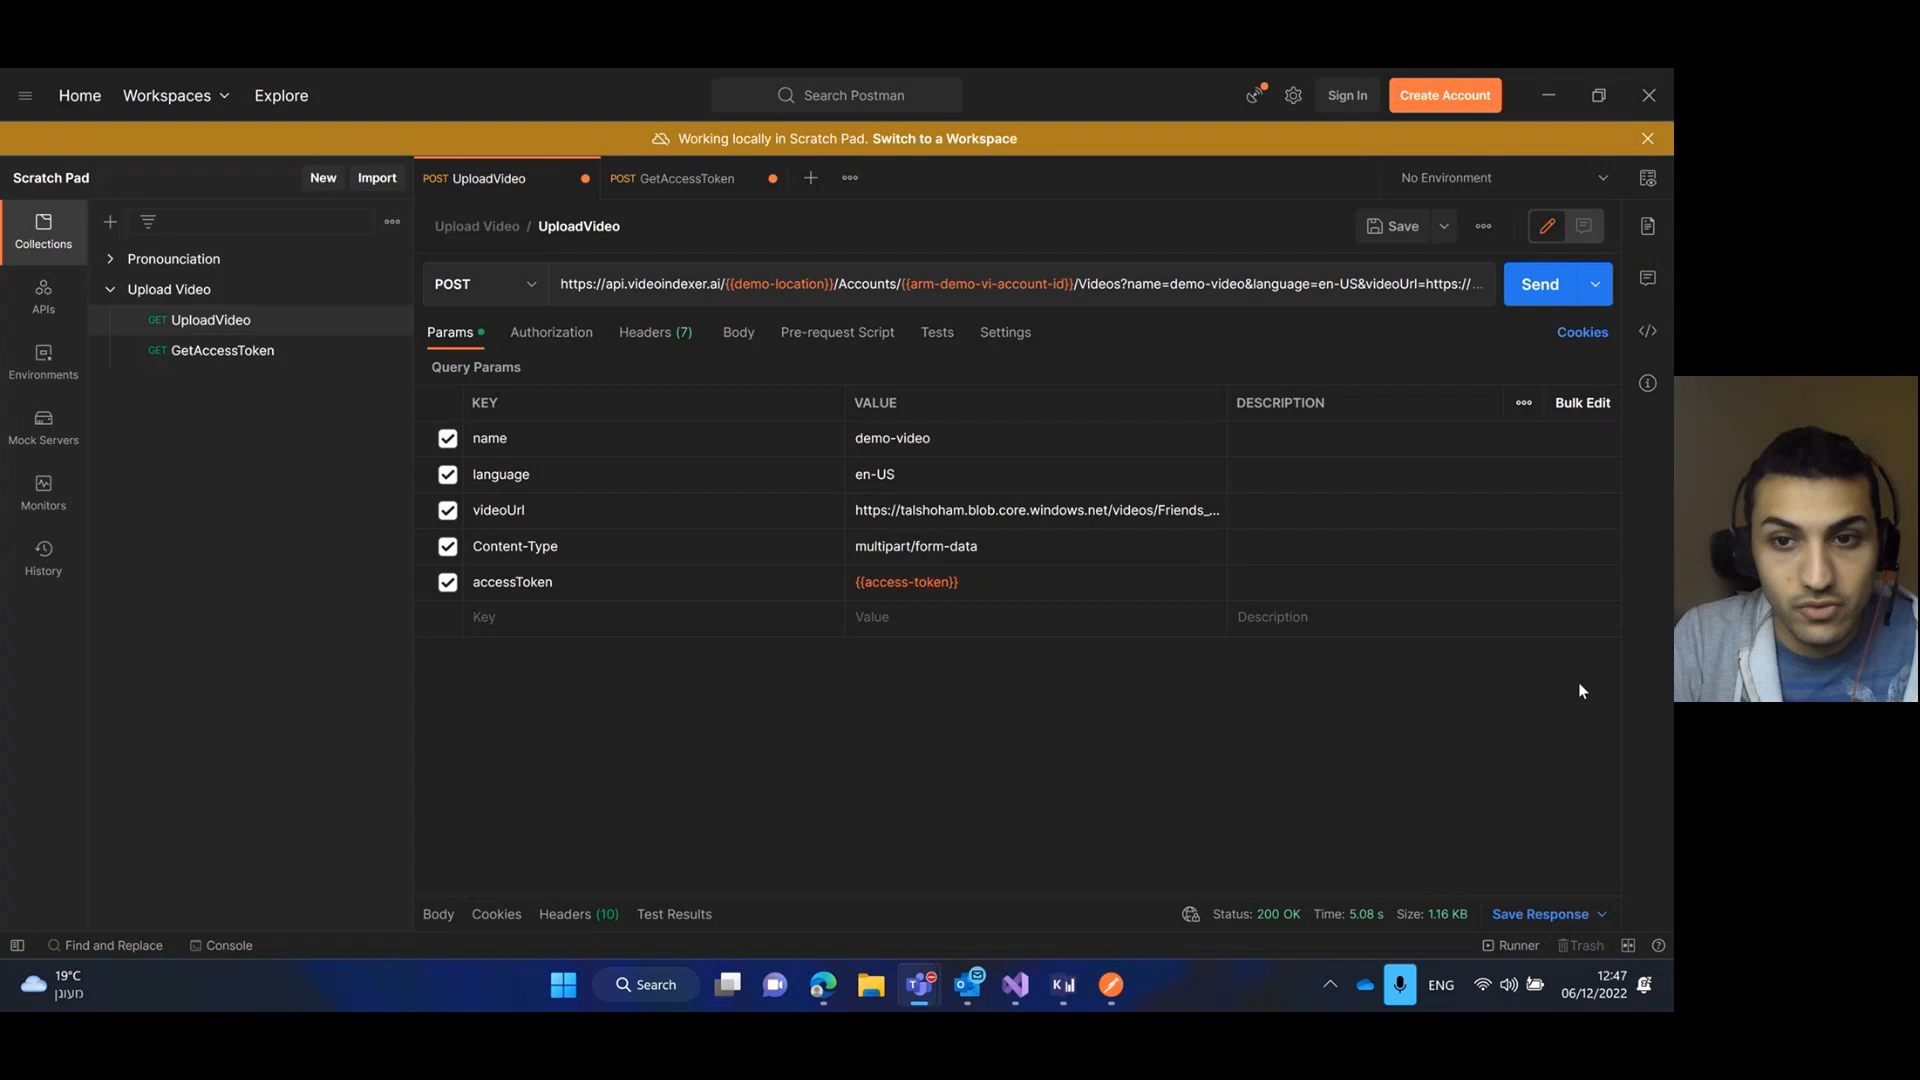 Home Workspaces Explore Search Postman Sign In Create Account
Working locally in Scratch Pad. Switch to a Workspace
Scratch Pad New Import POST UploadVideo POST GetAccessToken No Environment
Collections
APIs
Environments
Mock Servers
Monitors
History
Pronounciation
Upload Video
GET UploadVideo
GET GetAccessToken
Upload Video / UploadVideo Save
POST https://api.videoindexer.ai/{{demo-location}}/Accounts/{{arm-demo-vi-account-id}}/Videos?name=demo-video&language=en-US&videoUrl=https://... Send
Params Authorization Headers (7) Body Pre-request Script Tests Settings Cookies
Query Params
KEY VALUE DESCRIPTION Bulk Edit
name demo-video
language en-US
videoUrl https://talshoham.blob.core.windows.net/videos/Friends_...
Content-Type multipart/form-data
accessToken {{access-token}}
Key Value Description
Body Cookies Headers (10) Test Results Status: 200 OK Time: 5.08 s Size: 1.16 KB Save Response
Find and Replace Console Runner Trash
19°C
מעונן
Search
ENG
12:47
06/12/2022